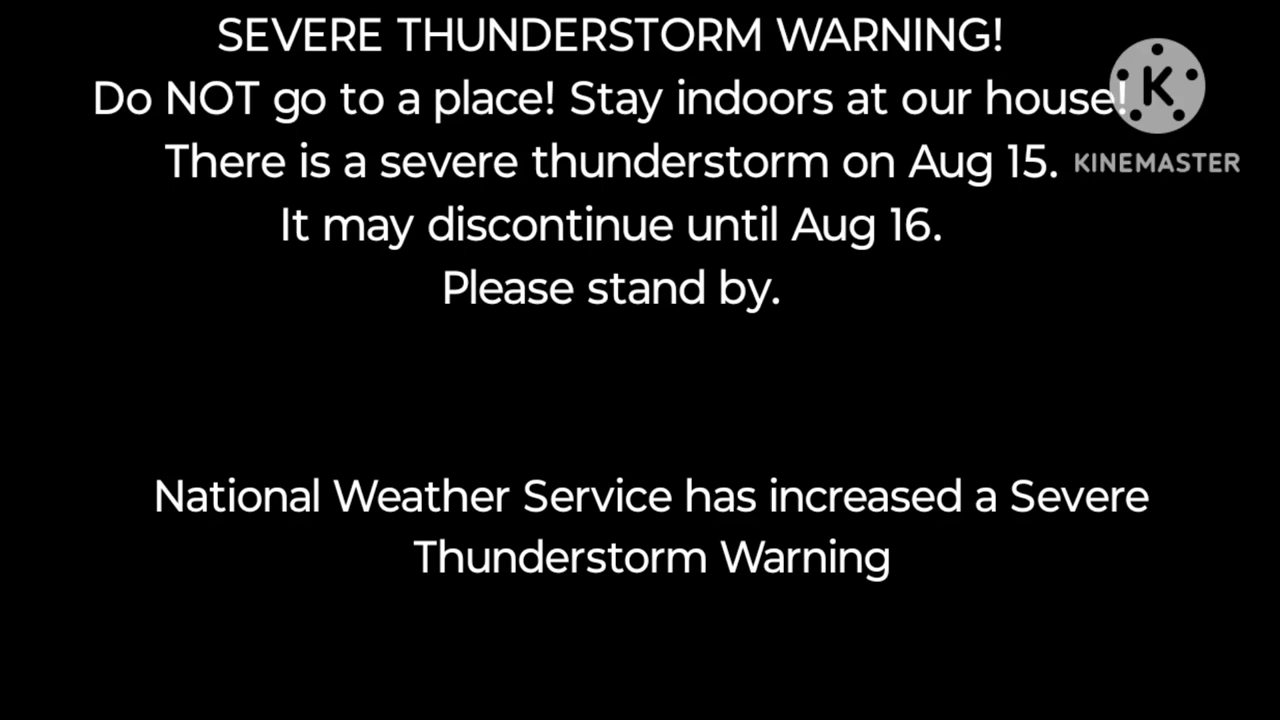 SEVERE THUNDERSTORM WARNING!
Do NOT go to a place! Stay indoors at our house!
There is a severe thunderstorm on Aug 15.
It may discontinue until Aug 16.
Please stand by.
K
KINEMASTER
National Weather Service has increased a Severe
Thunderstorm Warning